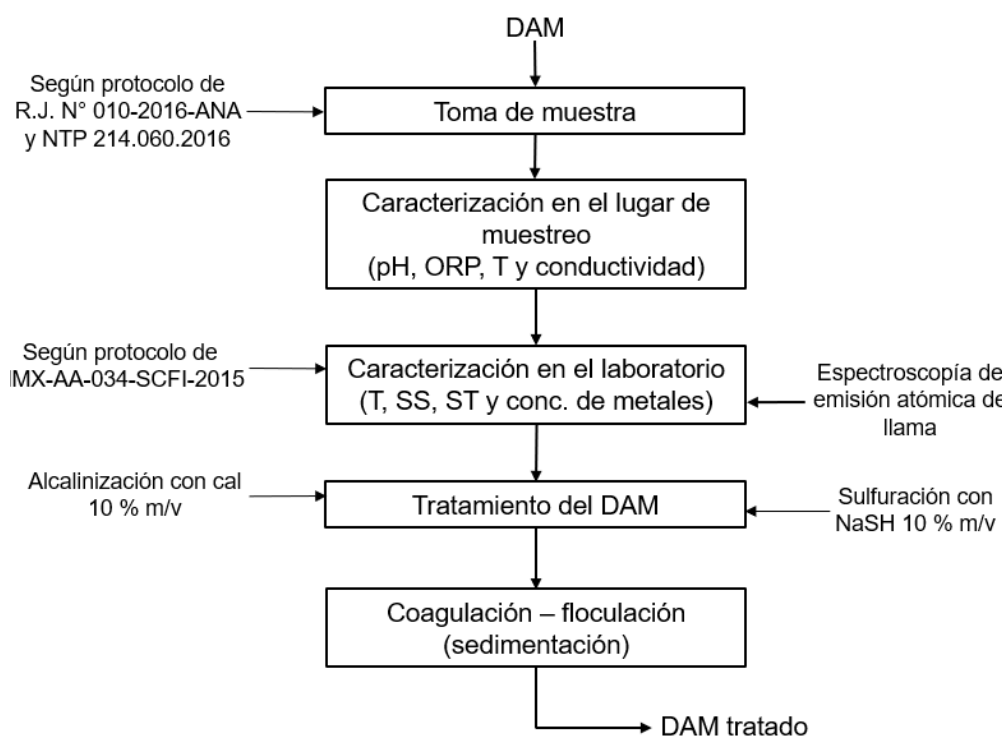 DAM
Según protocolo de
R.J. N° 010-2016-ANA
y NTP 214.060.2016
Toma de muestra
Caracterización en el lugar de
muestreo
(pH, ORP, T y conductividad)
Según protocolo de
MX-AA-034-SCFI-2015
Caracterización en el laboratorio
(T, SS, ST y conc. de metales)
Espectroscopía de
emisión atómica de
llama
Alcalinización con cal
10 % m/v
Tratamiento del DAM
Sulfuración con
NaSH 10 % m/v
Coagulación – floculación
(sedimentación)
DAM tratado